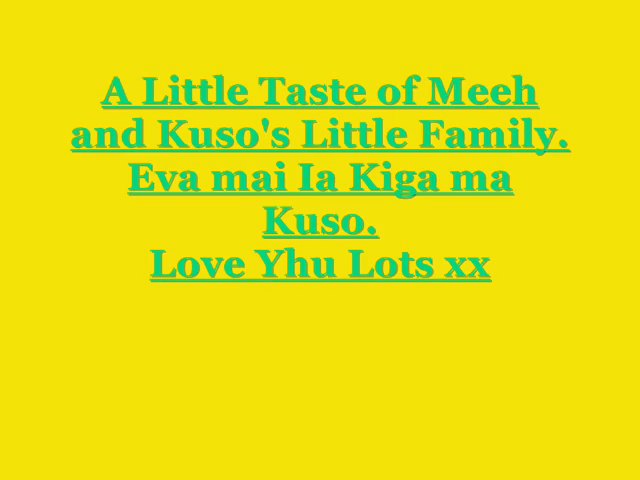 A Little Taste of Meeh
and Kuso's Little Family.
Eva mai Ia Kiga ma
Kuso.
Love Yhu Lots xx